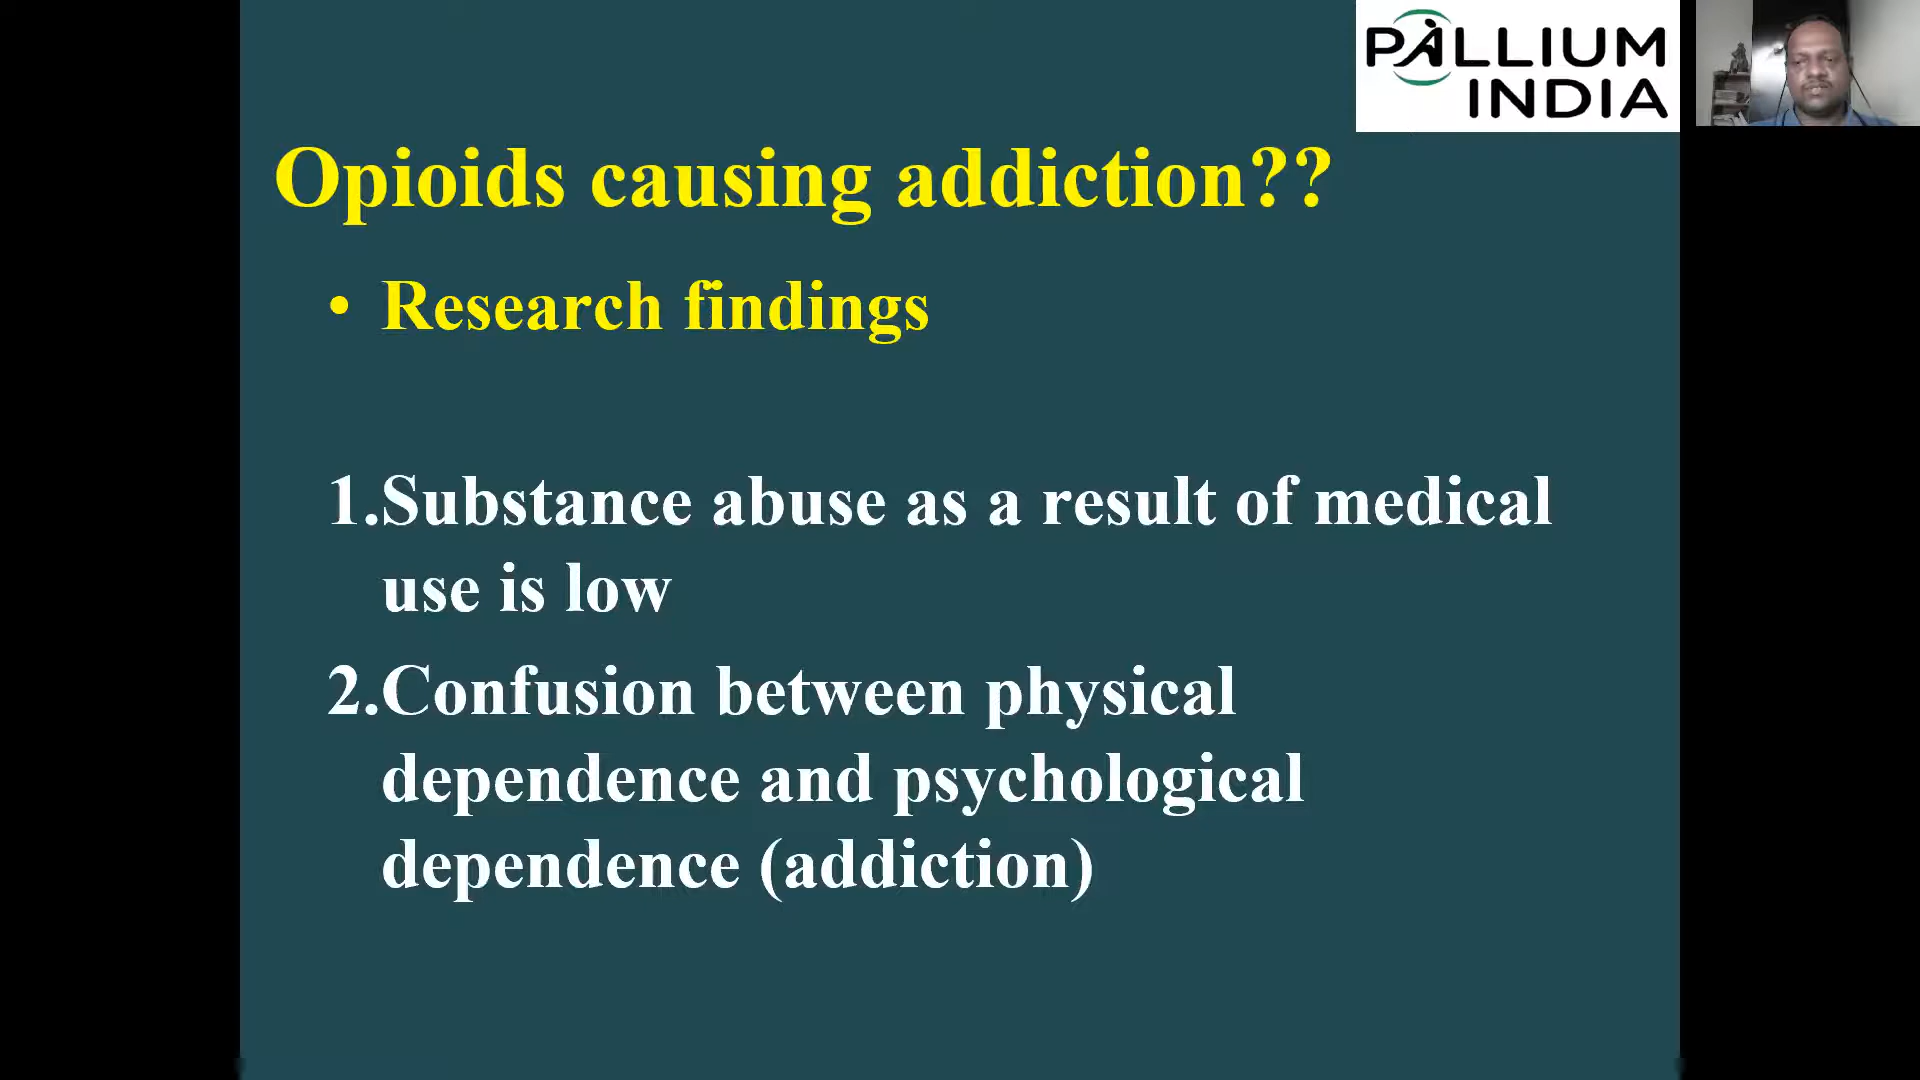 PALLIUM
INDIA
Opioids causing addiction??
• Research findings
1.Substance abuse as a result of medical
use is low
2.Confusion between physical
dependence and psychological
dependence (addiction)